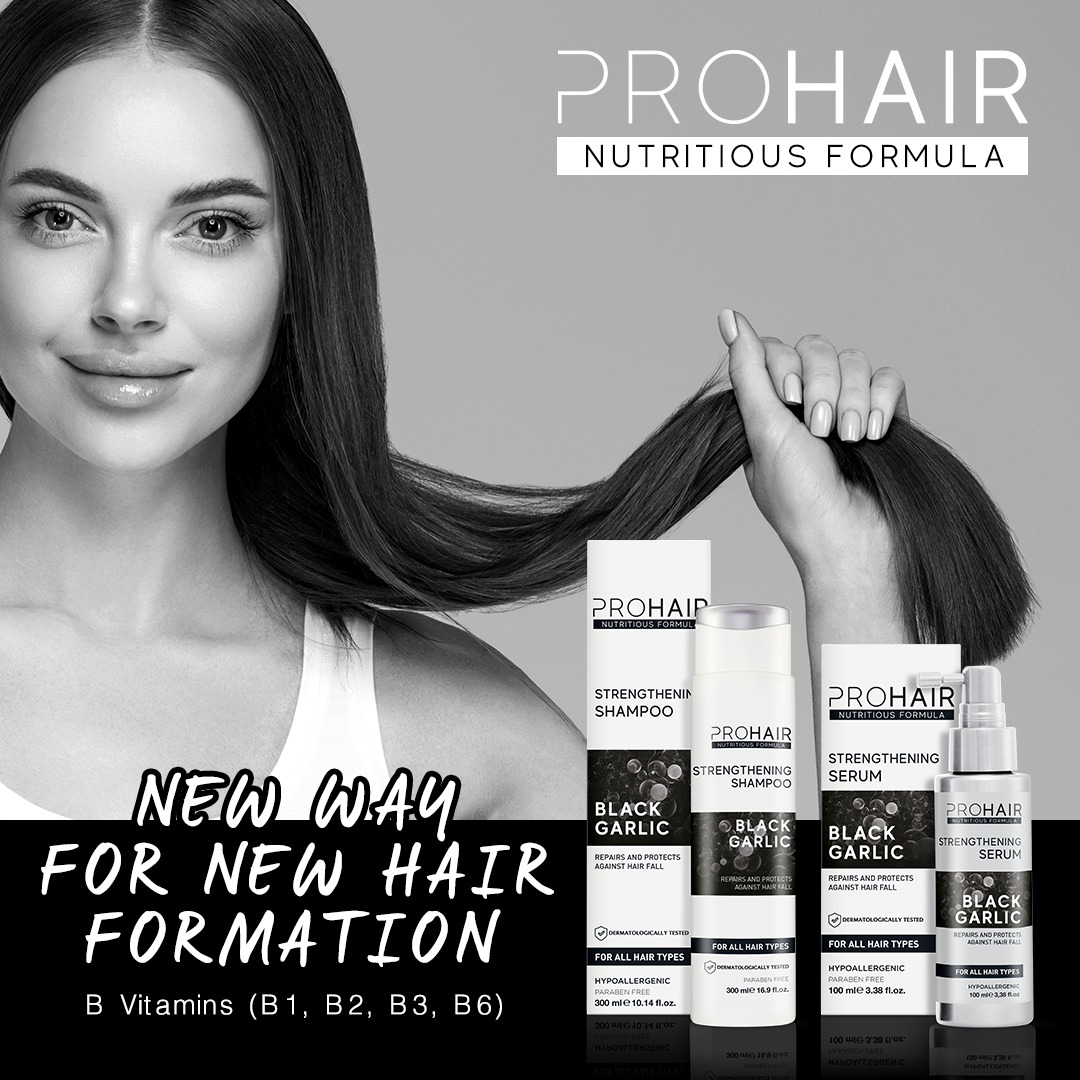 PROHAIR
NUTRITIOUS FORMULA
NEW WAY
FOR NEW HAIR
FORMATION
B Vitamins (B1, B2, B3, B6)
PROHAIR
NUTRITIOUS FORMULA
STRENGTHENIN
SHAMPOO
BLACK
GARLIC
REPAIRS AND PROTECTS
AGAINST HAIR FALL
DERMATOLOGICALLY TESTED
FOR ALL HAIR TYPES
HYPOALLERGENIC
PARABEN FREE
300 ml e 10.14 fl.oz.
PROHAIR
NUTRITIOUS FORMULA
STRENGTHENING
SHAMPOO
BLACK
GARLIC
REPAIRS AND PROTECTS
AGAINST HAIR FALL
FOR ALL HAIR TYPES
DERMATOLOGICALLY TESTED
PARABEN FREE
300 ml e 16.9 fl.oz.
PROHAIR
NUTRITIOUS FORMULA
STRENGTHENING
SERUM
BLACK
GARLIC
REPAIRS AND PROTECTS
AGAINST HAIR FALL
DERMATOLOGICALLY TESTED
FOR ALL HAIR TYPES
HYPOALLERGENIC
PARABEN FREE
100 ml e 3.38 fl.oz.
PROHAIR
NUTRITIOUS FORMULA
STRENGTHENING
SERUM
BLACK
GARLIC
REPAIRS AND PROTECTS
AGAINST HAIR FALL
FOR ALL HAIR TYPES
HYPOALLERGENIC
100 ml e 3,38 fl.oz